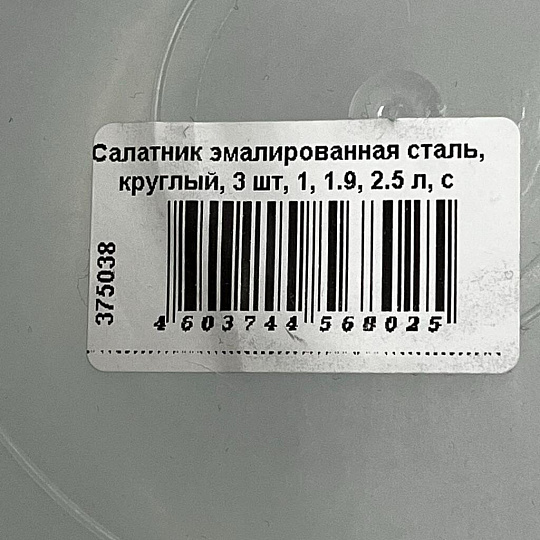 Салатник эмалированная сталь,
круглый, 3 шт, 1, 1.9, 2.5 л, с
375038
4 603744 568025